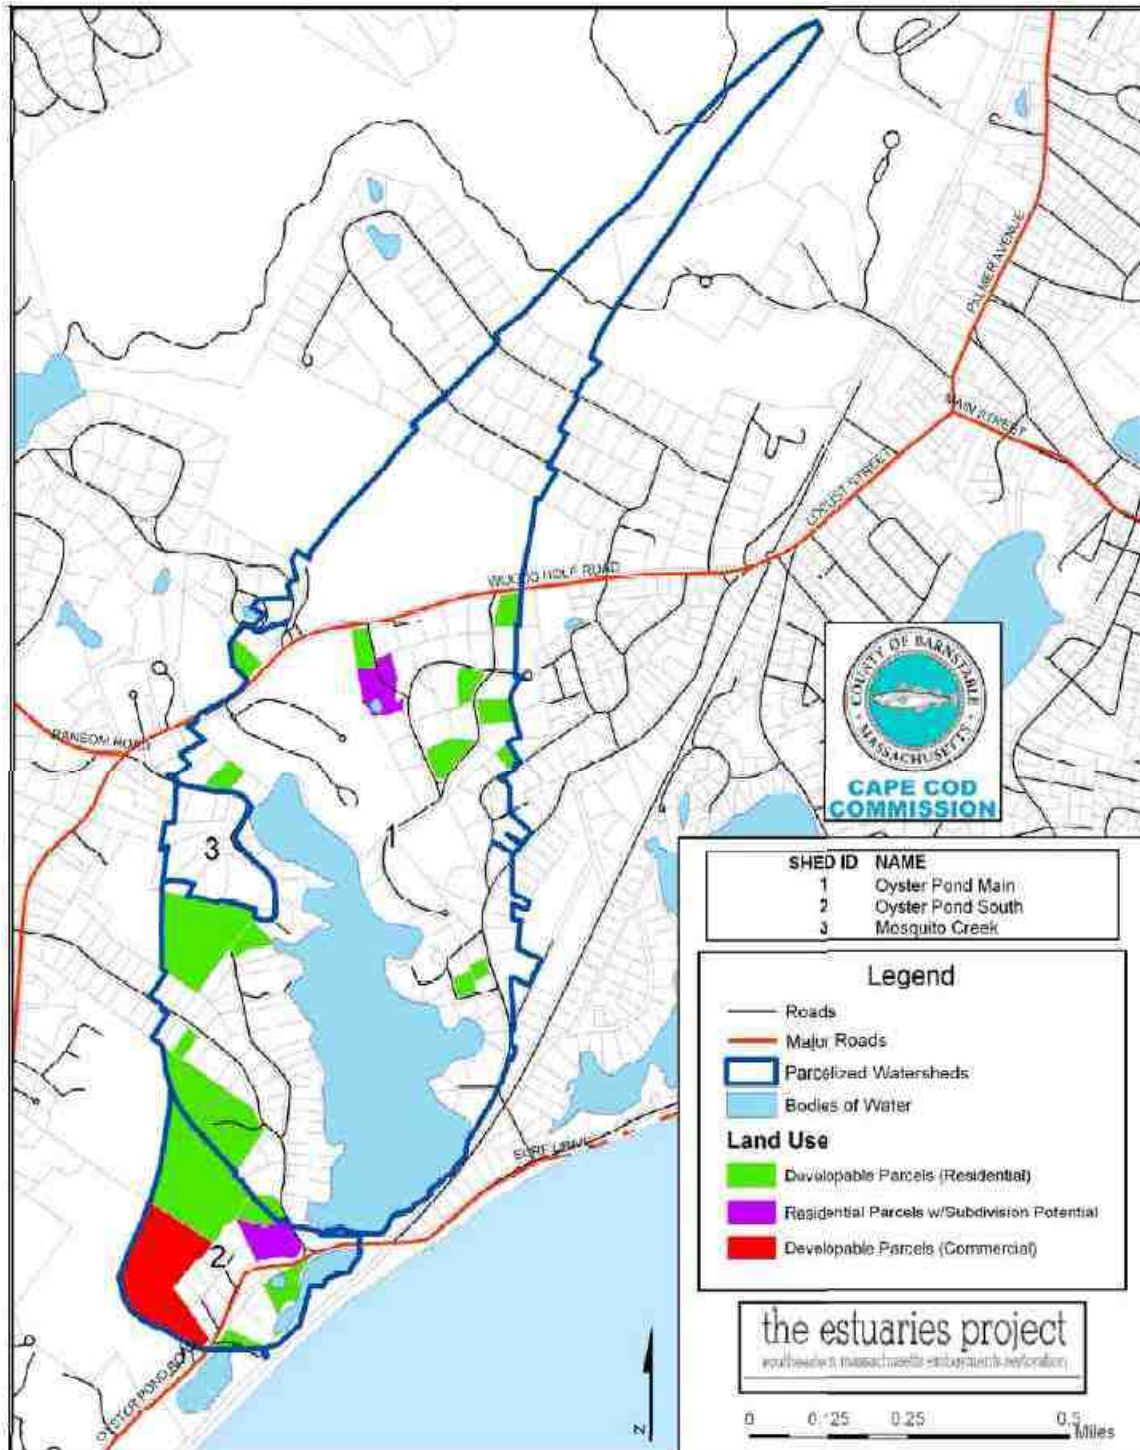 PALMER AVENUE
MAIN STREET
LOCUST STREET
WOODS HOLE ROAD
RANSOM ROAD
1
3
COUNTY OF BARNSTABLE
MASSACHUSETTS
CAPE COD
COMMISSION
SHED ID NAME
1 Oyster Pond Main
2 Oyster Pond South
3 Mosquito Creek
Legend
Roads
Major Roads
Parcelized Watersheds
Bodies of Water
Land Use
Developable Parcels (Residential)
Residential Parcels w/Subdivision Potential
Developable Parcels (Commercial)
SURF DRIVE
2
OYSTER POND ROAD
the estuaries project
southeastern massachusetts embayments restoration
N
0 0.125 0.25 0.5
Miles